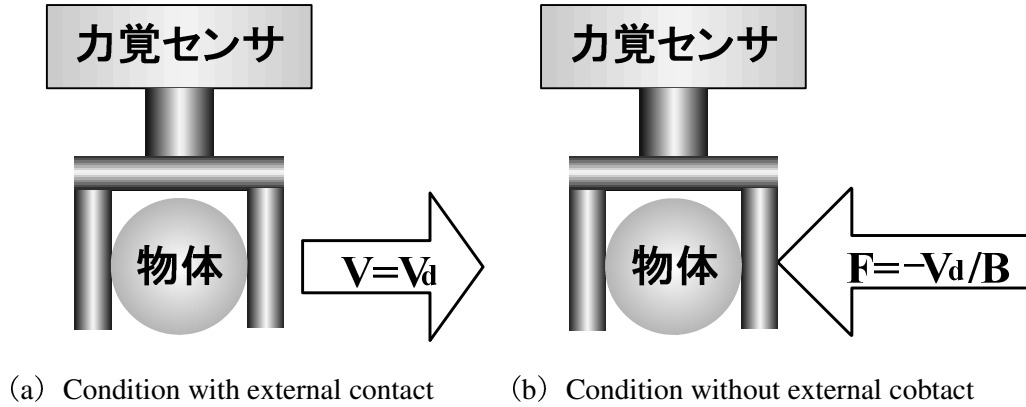 力覚センサ
物体
V=Vd
(a) Condition with external contact
力覚センサ
物体
F=-Vd/B
(b) Condition without external cobtact